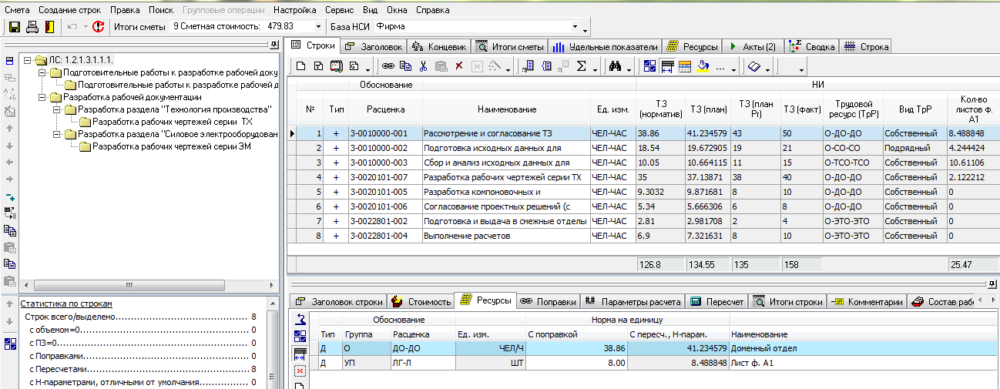 Смета Создание строк Правка Поиск Групповые операции Настройка Сервис Вид Окна Справка
Итоги сметы 9 Сметная стоимость: 479.83 База НСИ Фирма
ЛС: 1.2.1.3.1.1.1.
Подготовительные работы к разработке рабочей доку
Подготовительные работы к разработке рабочей д
Разработка рабочей документации
Разработка раздела "Технология производства"
Разработка рабочих чертежей серии ТХ
Разработка раздела "Силовое электрооборудован
Разработка рабочих чертежей серии ЭМ
Статистика по строкам
Строк всего/выделено 8
с объемом=0 0
с ПЗ=0 0
с Поправками 0
с Пересчетами 8
с Н-параметрами, отличными от умолчания 0
Строки Заголовок Концевик Итоги сметы Удельные показатели Ресурсы Акты (2) Сводка Строка
Обоснование НИ
№ Тип Расценка Наименование Ед. изм. ТЗ (норматив) ТЗ (план) ТЗ (план Pr) ТЗ (факт) Трудовой ресурс (ТрР) Вид ТрР Кол-во листов ф. А1
1 + 3-0010000-001 Рассмотрение и согласование ТЗ ЧЕЛ-ЧАС 38.86 41.234579 43 50 О-ДО-ДО Собственный 8.488848
2 + 3-0010000-002 Подготовка исходных данных для ЧЕЛ-ЧАС 18.54 19.672905 19 21 О-СО-СО Подрядный 4.244424
3 + 3-0010000-003 Сбор и анализ исходных данных для ЧЕЛ-ЧАС 10.05 10.664115 11 15 О-ТСО-ТСО Собственный 10.61106
4 + 3-0020101-007 Разработка рабочих чертежей серии ТХ ЧЕЛ-ЧАС 35 37.13871 38 40 О-ДО-ДО Собственный 2.122212
5 + 3-0020101-005 Разработка компоновочных и ЧЕЛ-ЧАС 9.3032 9.871681 8 10 О-ДО-ДО Собственный 0
6 + 3-0020101-006 Согласование проектных решений (с ЧЕЛ-ЧАС 5.34 5.666306 6 8 О-ДО-ДО Собственный 0
7 + 3-0022801-002 Подготовка и выдача в смежные отделы ЧЕЛ-ЧАС 2.81 2.981708 2 4 О-ЭТО-ЭТО Собственный 0
8 + 3-0022801-004 Выполнение расчетов ЧЕЛ-ЧАС 6.9 7.321631 8 10 О-ЭТО-ЭТО Собственный 0
126.8 134.55 135 158 25.47
Заголовок строки Стоимость Ресурсы Поправки Параметры расчета Пересчет Итоги строки Комментарии Состав рабо
Обоснование Норма на единицу
Тип Группа Расценка Ед. изм. С поправкой С пересч., Н-парам. Наименование
Д О ДО-ДО ЧЕЛ/Ч 38.86 41.234579 Доменный отдел
Д УП ЛГ-Л ШТ 8.00 8.488848 Лист ф. А1